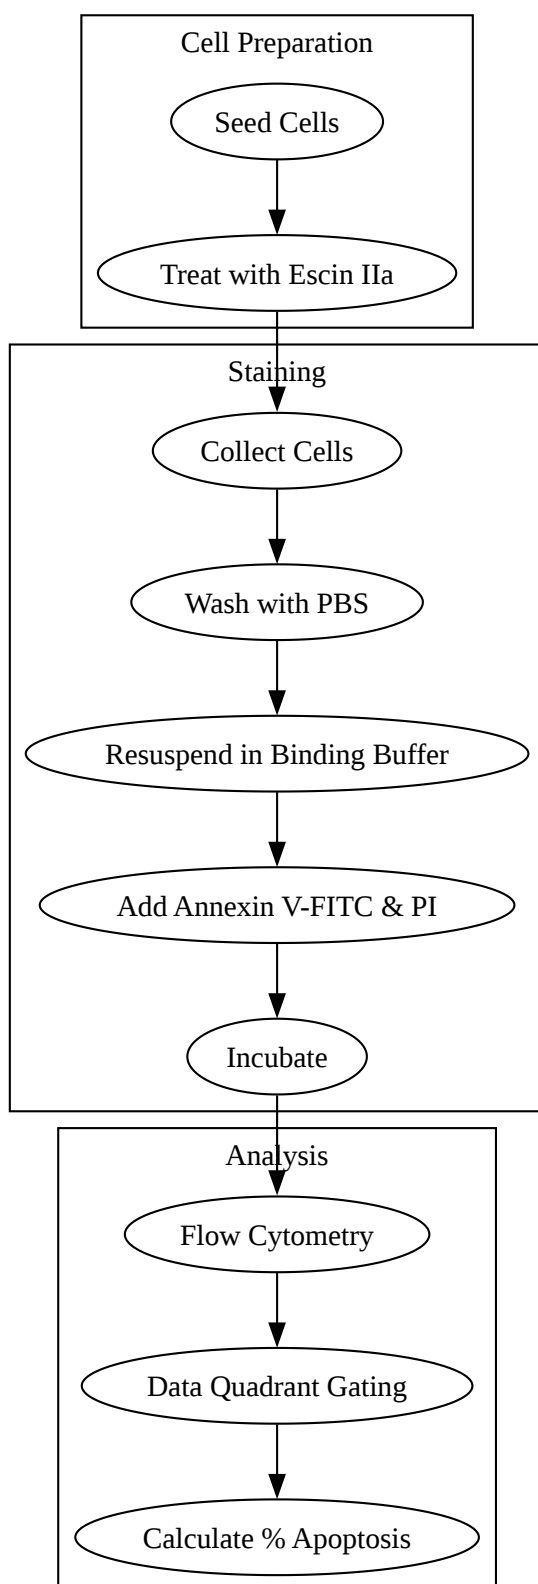 Cell Preparation
Seed Cells
Treat with Escin IIa
Staining
Collect Cells
Wash with PBS
Resuspend in Binding Buffer
Add Annexin V-FITC & PI
Incubate
Analysis
Flow Cytometry
Data Quadrant Gating
Calculate % Apoptosis